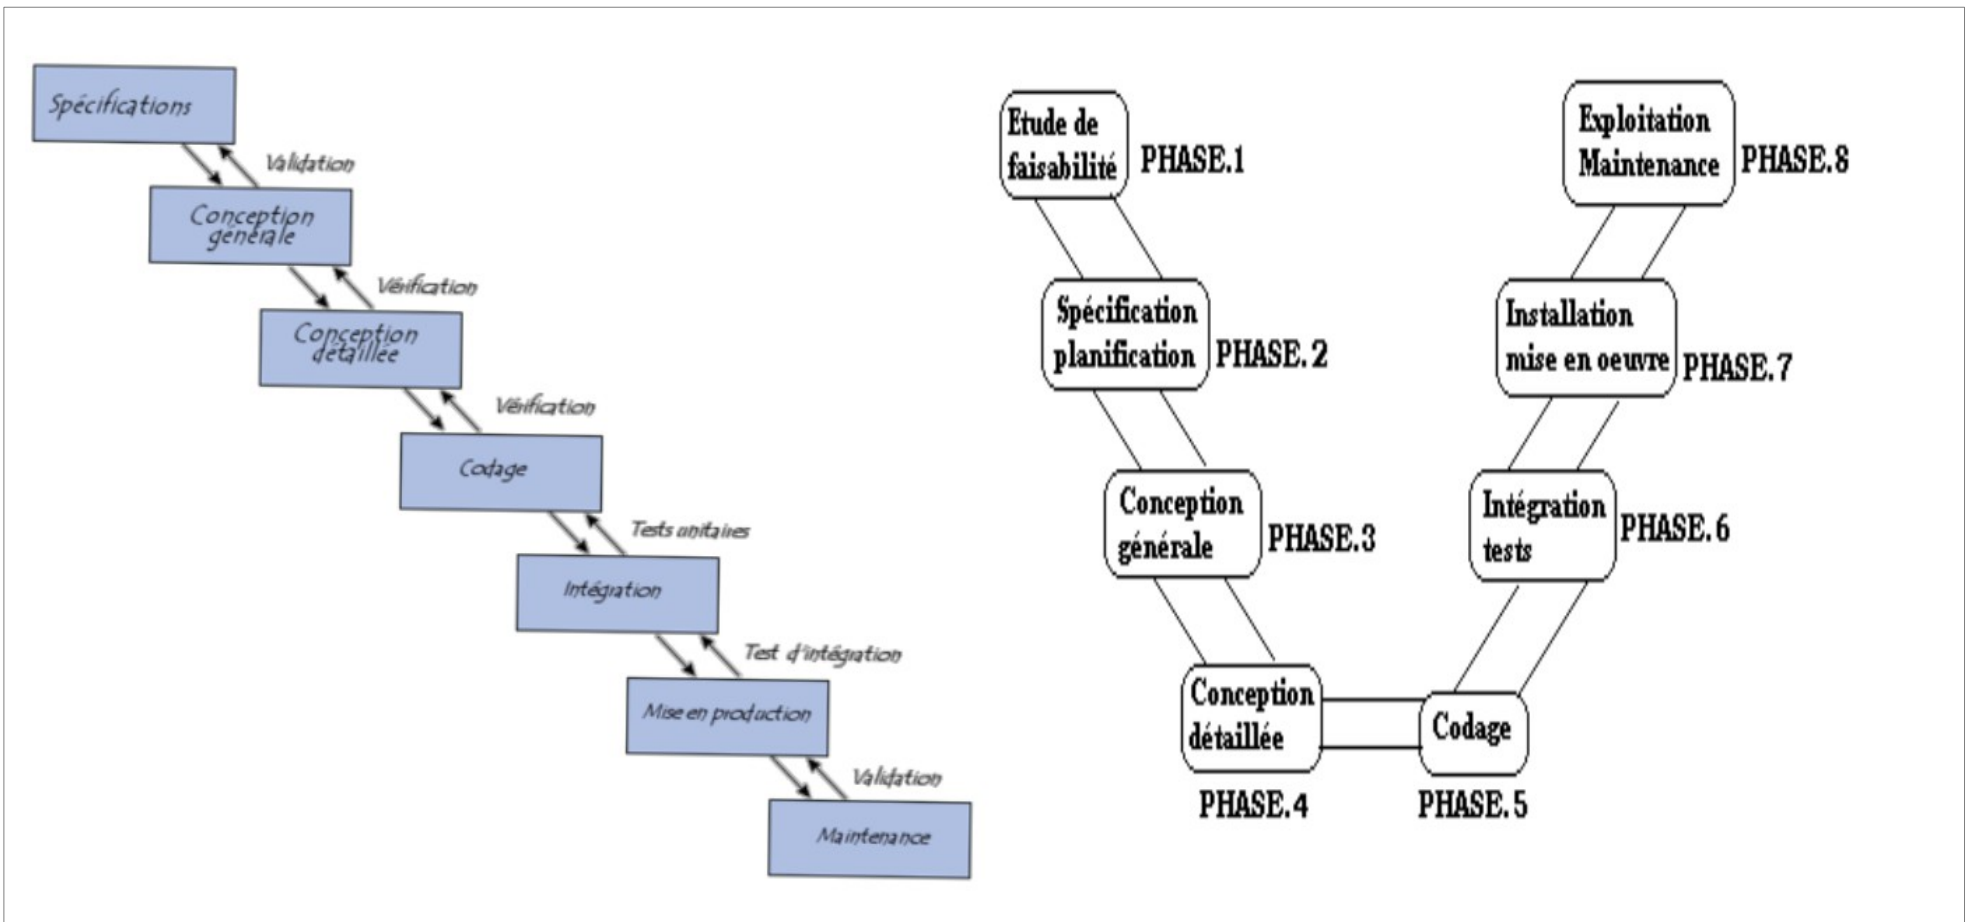 Spécifications
Validation
Conception
générale
Vérification
Conception
détaillée
Vérification
Codage
Tests unitaires
Intégration
Test d'intégration
Mise en production
Validation
Maintenance
Etude de
faisabilité
PHASE.1
Spécification
planification
PHASE.2
Conception
générale
PHASE.3
Conception
détaillée
PHASE.4
Codage
PHASE.5
Intégration
tests
PHASE.6
Installation
mise en oeuvre
PHASE.7
Exploitation
Maintenance
PHASE.8